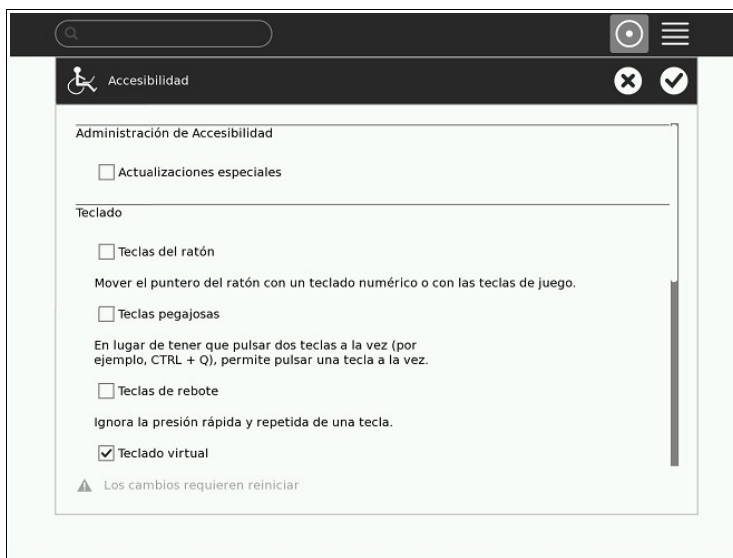 Accesibilidad
Administración de Accesibilidad
Actualizaciones especiales
Teclado
Teclas del ratón
Mover el puntero del ratón con un teclado numérico o con las teclas de juego.
Teclas pegajosas
En lugar de tener que pulsar dos teclas a la vez (por
ejemplo, CTRL + Q), permite pulsar una tecla a la vez.
Teclas de rebote
Ignora la presión rápida y repetida de una tecla.
Teclado virtual
Los cambios requieren reiniciar